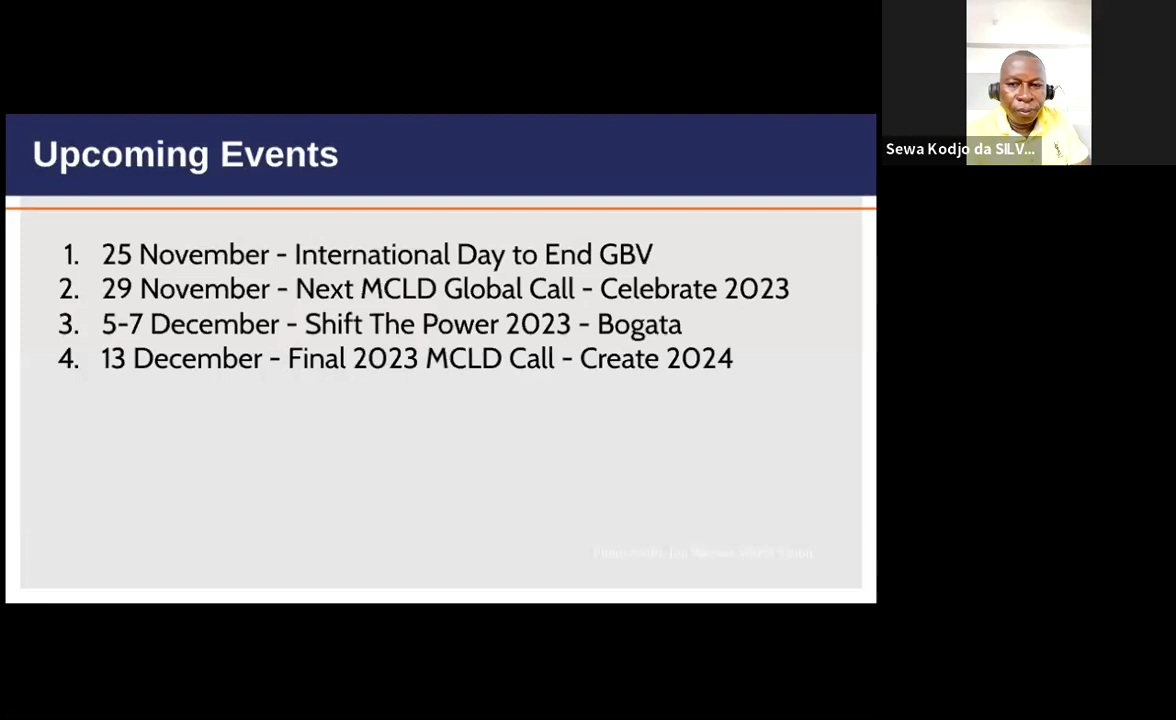 Upcoming Events
1. 25 November - International Day to End GBV
2. 29 November - Next MCLD Global Call - Celebrate 2023
3. 5-7 December - Shift The Power 2023 - Bogata
4. 13 December - Final 2023 MCLD Call - Create 2024
Sewa Kodjo da SILV...